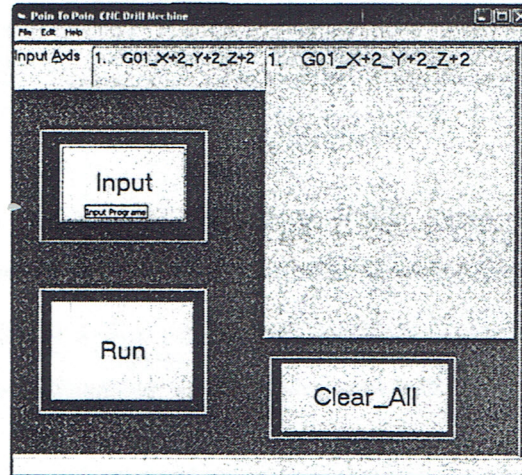 Poin To Poin CNC Drill Mechine
File Edit Help
Input Axis 1. G01_X+2_Y+2_Z+2 1. G01_X+2_Y+2_Z+2
Input
Input Programe
Run
Clear_All